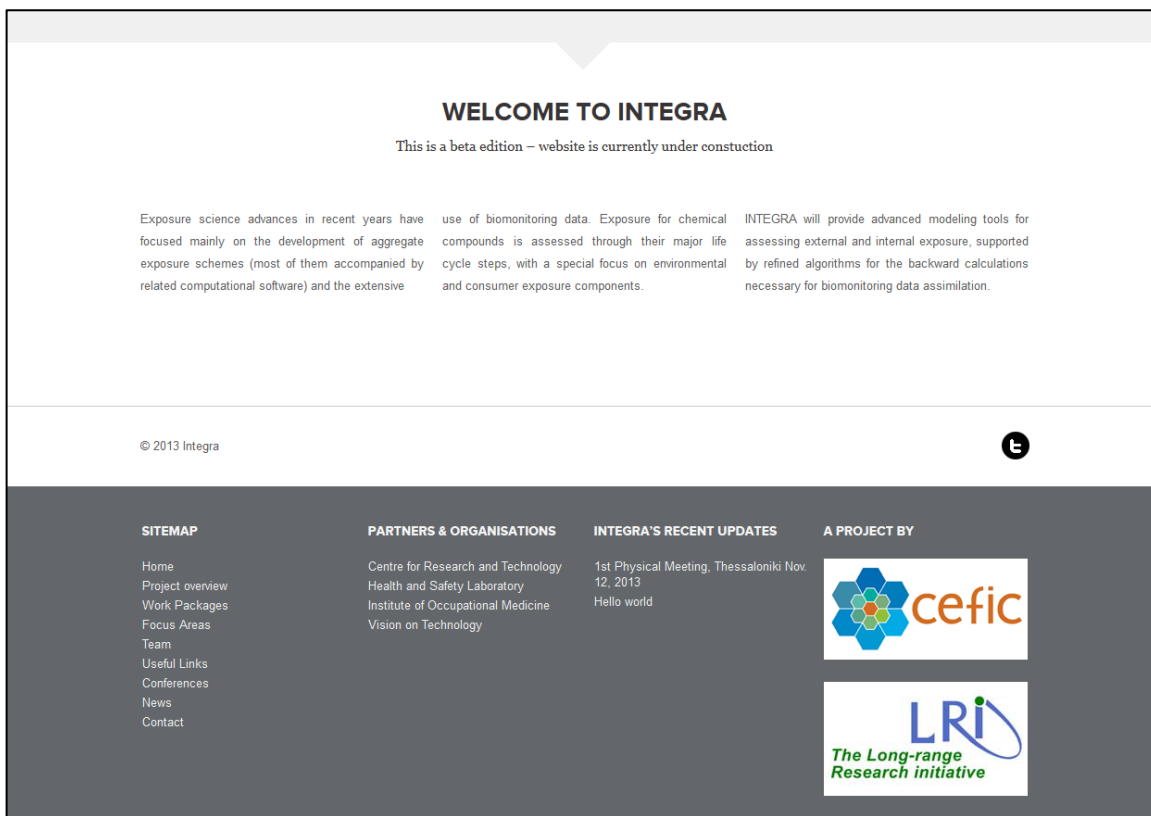 WELCOME TO INTEGRA
This is a beta edition – website is currently under constuction
Exposure science advances in recent years have
focused mainly on the development of aggregate
exposure schemes (most of them accompanied by
related computational software) and the extensive
use of biomonitoring data. Exposure for chemical
compounds is assessed through their major life
cycle steps, with a special focus on environmental
and consumer exposure components.
INTEGRA will provide advanced modeling tools for
assessing external and internal exposure, supported
by refined algorithms for the backward calculations
necessary for biomonitoring data assimilation.
© 2013 Integra
SITEMAP
Home
Project overview
Work Packages
Focus Areas
Team
Useful Links
Conferences
News
Contact
PARTNERS & ORGANISATIONS
Centre for Research and Technology
Health and Safety Laboratory
Institute of Occupational Medicine
Vision on Technology
INTEGRA'S RECENT UPDATES
1st Physical Meeting, Thessaloniki Nov.
12, 2013
Hello world
A PROJECT BY
cefic
LRI
The Long-range
Research initiative